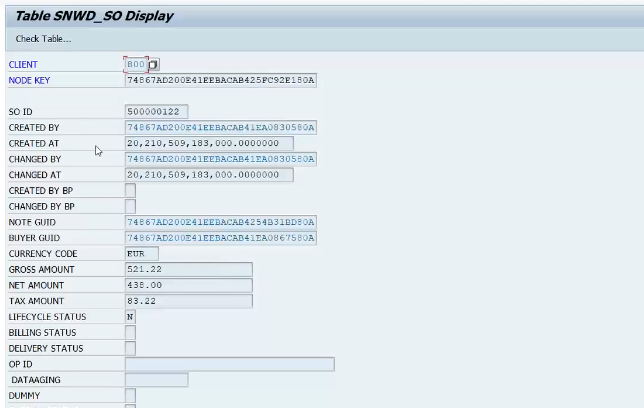 Table SNWD_SO Display
Check Table...
CLIENT 800
NODE KEY 74867AD200E41EEBACAB425FC92E180A
SO ID 500000122
CREATED BY 74867AD200E41EEBACAB41EA0830580A
CREATED AT 20,210,509,183,000.0000000
CHANGED BY 74867AD200E41EEBACAB41EA0830580A
CHANGED AT 20,210,509,183,000.0000000
CREATED BY BP
CHANGED BY BP
NOTE GUID 74867AD200E41EEBACAB4254B31BD80A
BUYER GUID 74867AD200E41EEBACAB41EA0867580A
CURRENCY CODE EUR
GROSS AMOUNT 521.22
NET AMOUNT 438.00
TAX AMOUNT 83.22
LIFECYCLE STATUS N
BILLING STATUS
DELIVERY STATUS
OP ID
_DATAAGING
DUMMY